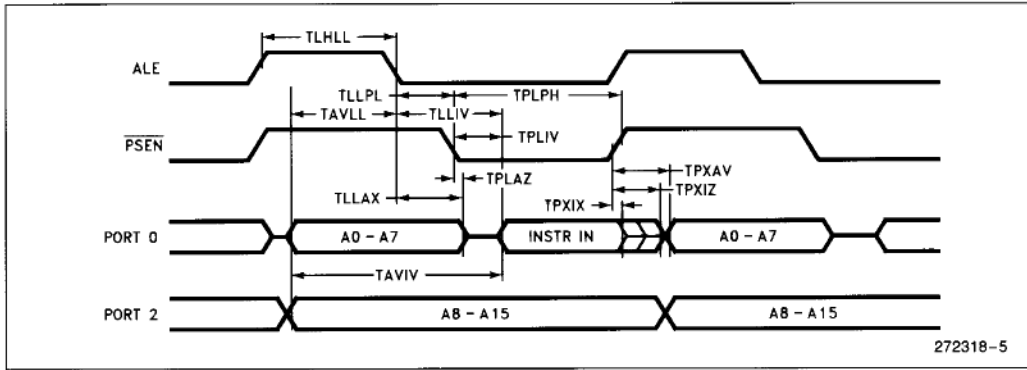 TLHLL
ALE
TLLPL
TPLPH
TAVLL
TLLIV
PSEN
TPLIV
TPXAV
TPLAZ
TPXIZ
TLLAX
TPXIX
PORT 0
A0 – A7
INSTR IN
A0 – A7
TAVIV
PORT 2
A8 – A15
A8 – A15
272318–5